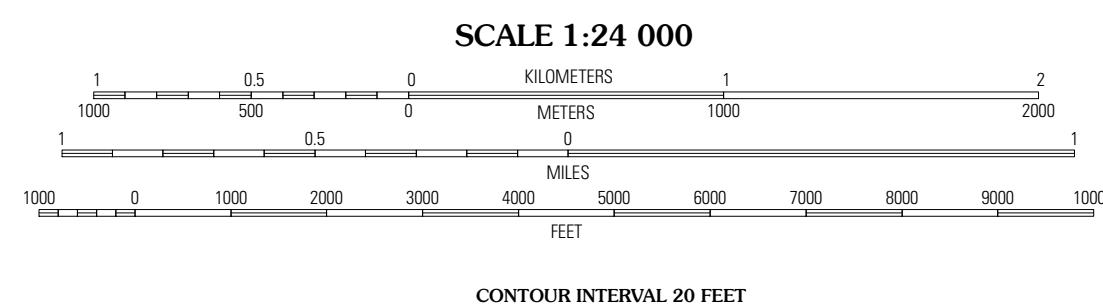 SCALE 1:24 000
1 0.5 0 KILOMETERS 1 2
1000 500 0 METERS 1000 2000
1 0.5 0 1
MILES
1000 0 1000 2000 3000 4000 5000 6000 7000 8000 9000 1000
FEET
CONTOUR INTERVAL 20 FEET